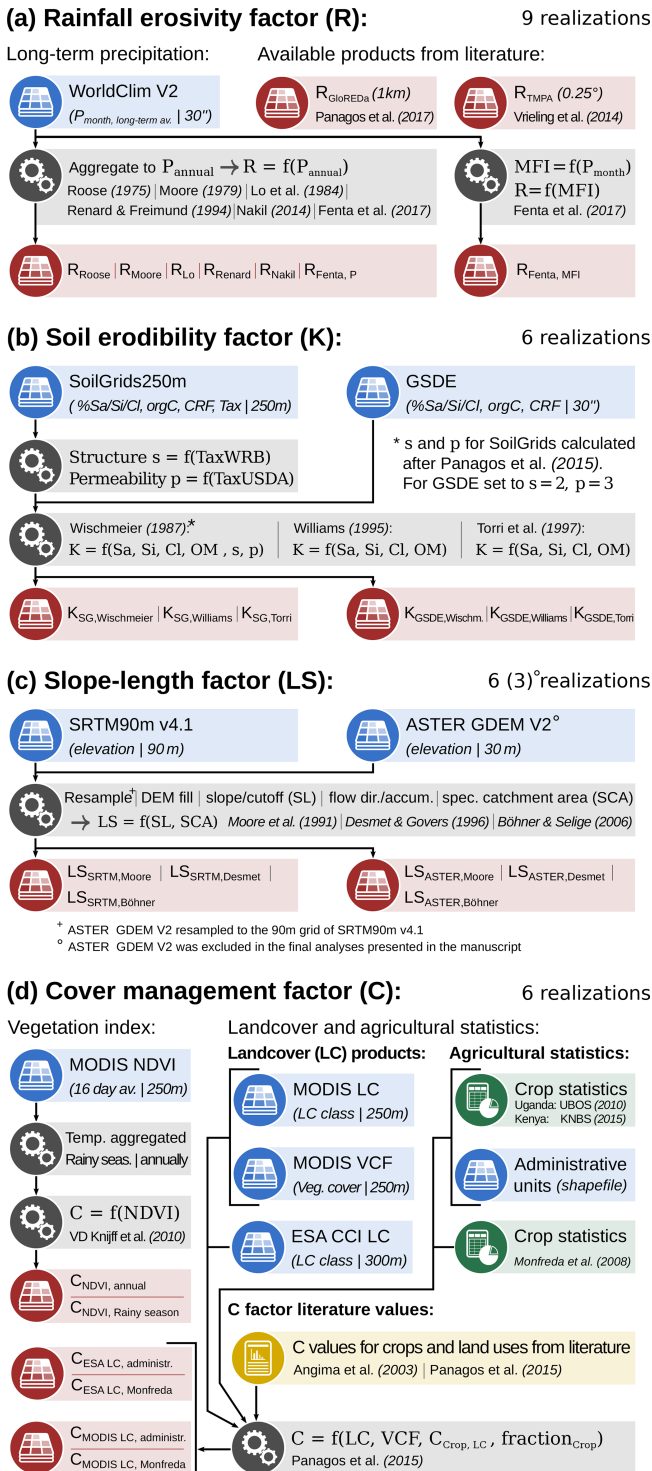 (a) Rainfall erosivity factor (R): 9 realizations
Long-term precipitation: Available products from literature:
WorldClim V2
(Pmonth, long-term av. | 30")
RGloREDa (1km)
Panagos et al. (2017)
RTMPA (0.25°)
Vrieling et al. (2014)
Aggregate to Pannual → R = f(Pannual)
Roose (1975) | Moore (1979) | Lo et al. (1984) |
Renard & Freimund (1994) | Nakil (2014) | Fenta et al. (2017)
MFI = f(Pmonth)
R = f(MFI)
Fenta et al. (2017)
RRoose | RMoore | RLo | RRenard | RNakil | RFenta, P
RFenta, MFI
(b) Soil erodibility factor (K): 6 realizations
SoilGrids250m
( %Sa/Si/Cl, orgC, CRF, Tax | 250m)
GSDE
(%Sa/Si/Cl, orgC, CRF | 30")
Structure s = f(TaxWRB)
Permeability p = f(TaxUSDA)
* s and p for SoilGrids calculated
after Panagos et al. (2015).
For GSDE set to s = 2, p = 3
Wischmeier (1987):*
K = f(Sa, Si, Cl, OM , s, p)
Williams (1995):
K = f(Sa, Si, Cl, OM)
Torri et al. (1997):
K = f(Sa, Si, Cl, OM)
KSG,Wischmeier | KSG,Williams | KSG,Torri
KGSDE,Wischm. | KGSDE,Williams | KGSDE,Torri
(c) Slope-length factor (LS): 6 (3)° realizations
SRTM90m v4.1
(elevation | 90 m)
ASTER GDEM V2°
(elevation | 30 m)
Resample+ | DEM fill | slope/cutoff (SL) | flow dir./accum. | spec. catchment area (SCA)
→ LS = f(SL, SCA) Moore et al. (1991) | Desmet & Govers (1996) | Böhner & Selige (2006)
LSSRTM,Moore | LSSRTM,Desmet |
LSSRTM,Böhner
LSASTER,Moore | LSASTER,Desmet |
LSASTER,Böhner
+ ASTER GDEM V2 resampled to the 90m grid of SRTM90m v4.1
° ASTER GDEM V2 was excluded in the final analyses presented in the manuscript
(d) Cover management factor (C): 6 realizations
Vegetation index: Landcover and agricultural statistics:
Landcover (LC) products: Agricultural statistics:
MODIS NDVI
(16 day av. | 250m)
MODIS LC
(LC class | 250m)
Crop statistics
Uganda: UBOS (2010)
Kenya: KNBS (2015)
Temp. aggregated
Rainy seas. | annually
MODIS VCF
(Veg. cover | 250m)
Administrative
units (shapefile)
C = f(NDVI)
VD Knijff et al. (2010)
ESA CCI LC
(LC class | 300m)
Crop statistics
Monfreda et al. (2008)
CNDVI, annual
CNDVI, Rainy season
C factor literature values:
C values for crops and land uses from literature
Angima et al. (2003) | Panagos et al. (2015)
CESA LC, administr.
CESA LC, Monfreda
CMODIS LC, administr.
CMODIS LC, Monfreda
C = f(LC, VCF, CCrop, LC , fractionCrop)
Panagos et al. (2015)